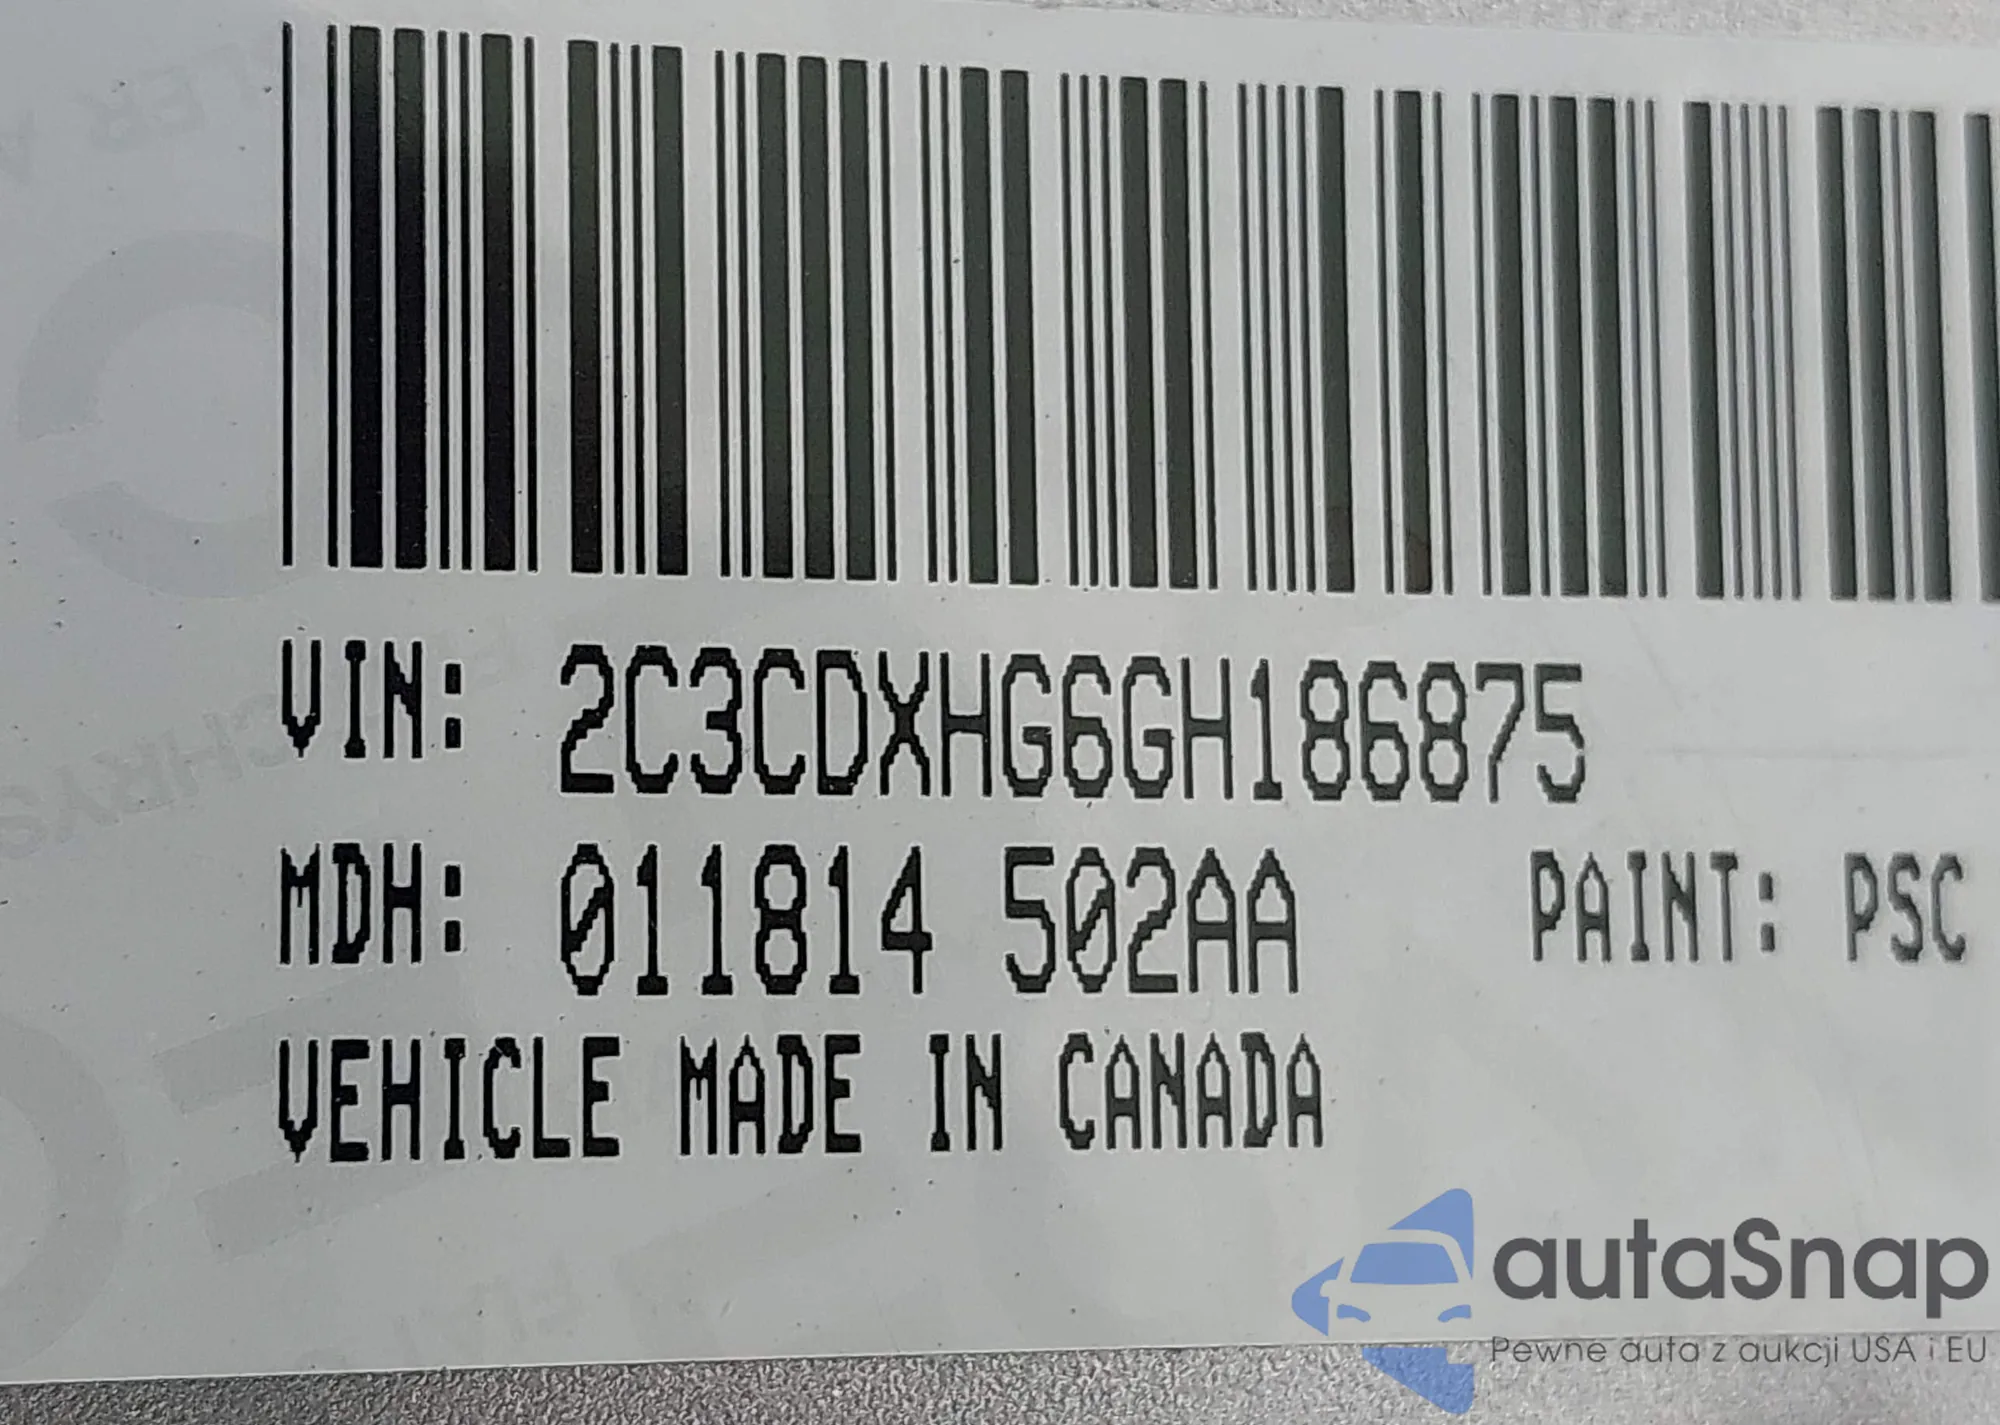 VIN: 2C3CDXHG6GH186875
MDH: 011814 502AA PAINT: PSC
VEHICLE MADE IN CANADA
autaSnap
Pewne auta z aukcji USA i EU